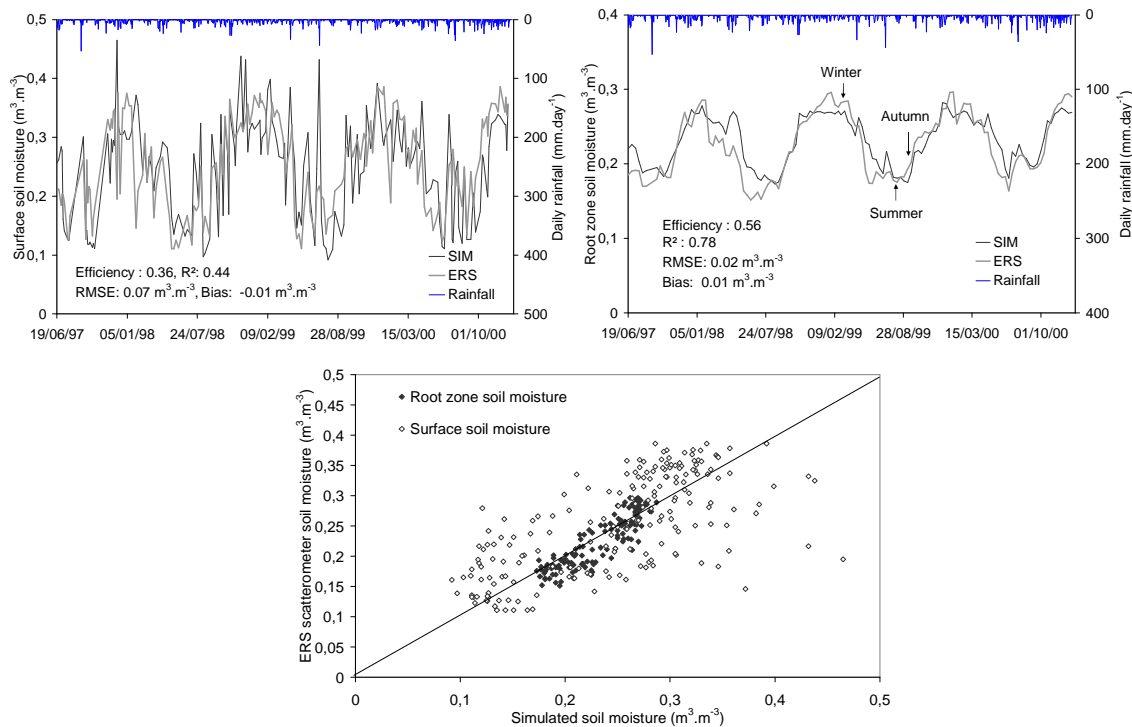 Surface soil moisture (m³.m-³)
0,5
0,4
0,3
0,2
0,1
0
0
100
200
300
400
500
Daily rainfall (mm.day-1)
SIM
ERS
Rainfall
Efficiency : 0.36, R²: 0.44
RMSE: 0.07 m³.m-³, Bias: -0.01 m³.m-³
19/06/97 05/01/98 24/07/98 09/02/99 28/08/99 15/03/00 01/10/00
Root zone soil moisture (m³.m-³)
0,4
0,3
0,2
0,1
0
0
100
200
300
400
Daily rainfall (mm.day-1)
Winter
Autumn
Summer
Efficiency : 0.56
R² : 0.78
RMSE: 0.02 m³.m-³
Bias: 0.01 m³.m-³
SIM
ERS
Rainfall
19/06/97 05/01/98 24/07/98 09/02/99 28/08/99 15/03/00 01/10/00
ERS scatterometer soil moisture (m³.m-³)
0,5
0,45
0,4
0,35
0,3
0,25
0,2
0,15
0,1
0,05
0
Root zone soil moisture
Surface soil moisture
0 0,1 0,2 0,3 0,4 0,5
Simulated soil moisture (m³.m-³)